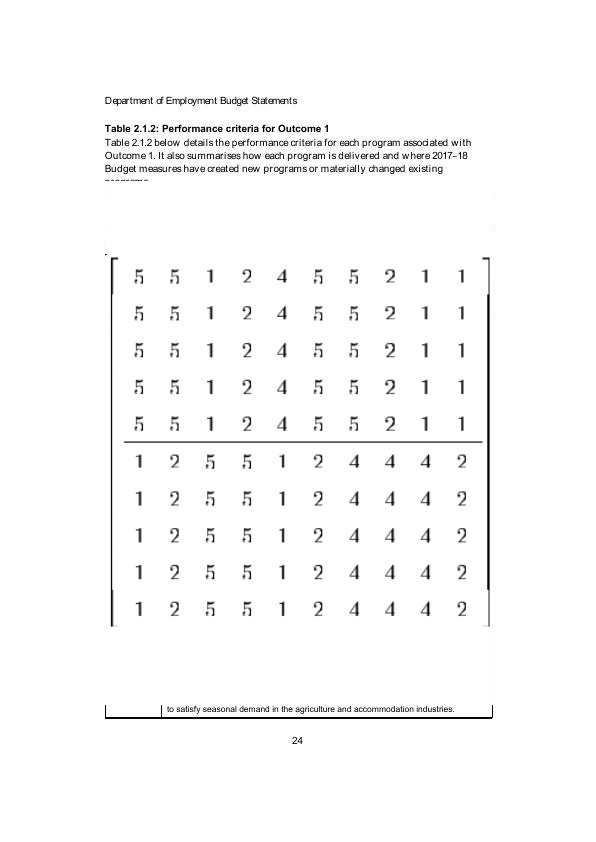 Department of Employment Budget Statements
Table 2.1.2: Performance criteria for Outcome 1
Table 2.1.2 below details the performance criteria for each program associated with
Outcome 1. It also summarises how each program is delivered and where 2017–18
Budget measures have created new programs or materially changed existing
5 5 1 2 4 5 5 2 1 1
5 5 1 2 4 5 5 2 1 1
5 5 1 2 4 5 5 2 1 1
5 5 1 2 4 5 5 2 1 1
5 5 1 2 4 5 5 2 1 1
1 2 5 5 1 2 4 4 4 2
1 2 5 5 1 2 4 4 4 2
1 2 5 5 1 2 4 4 4 2
1 2 5 5 1 2 4 4 4 2
1 2 5 5 1 2 4 4 4 2
to satisfy seasonal demand in the agriculture and accommodation industries.
24